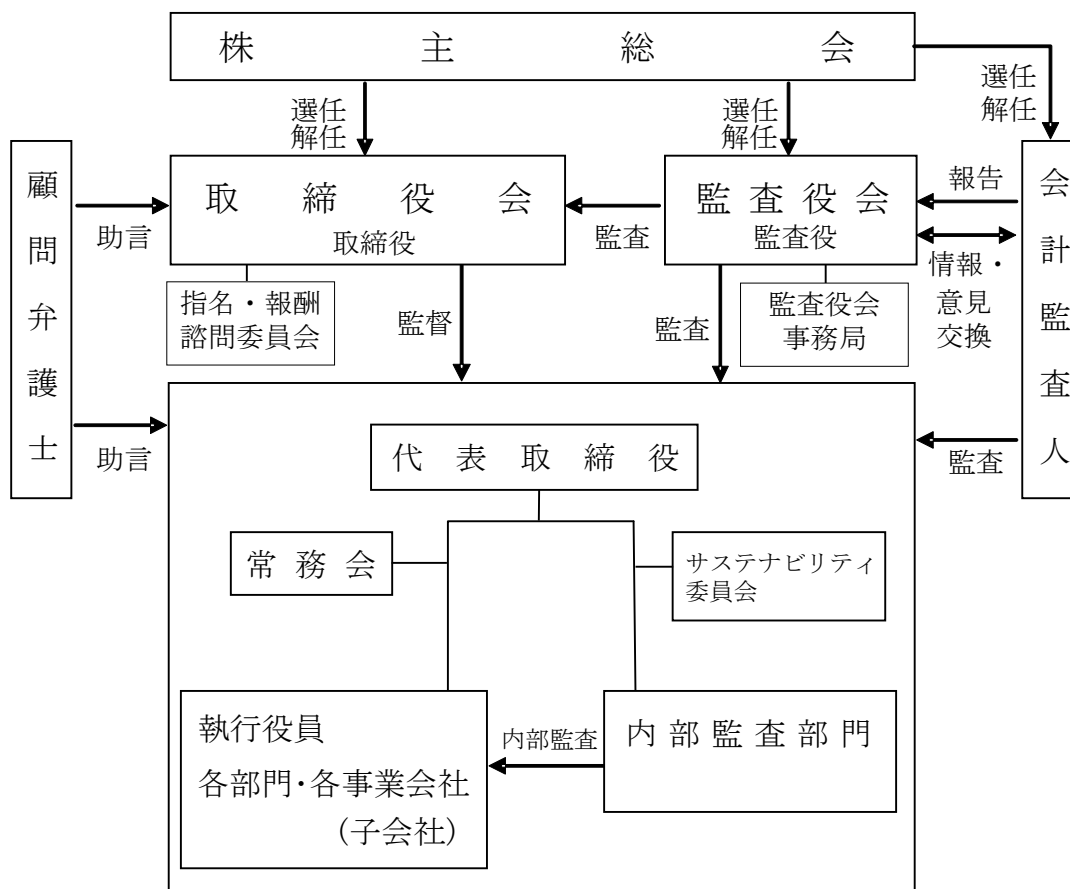 株主総会
選任
解任
選任
解任
選任
解任
顧問弁護士
助言
取締役会
取締役
監査
監査役会
監査役
報告
情報・
意見
交換
会計監査人
指名・報酬
諮問委員会
監督
監査
監査役会
事務局
助言
監査
代表取締役
常務会
サステナビリティ
委員会
執行役員
各部門・各事業会社
(子会社)
内部監査
内部監査部門